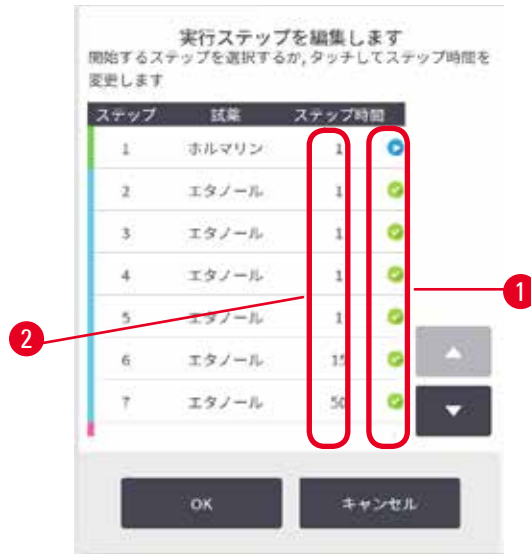 実行ステップを編集します
開始するステップを選択するか, タッチしてステップ時間を
変更します
ステップ 試薬 ステップ時間
1 ホルマリン 1
2 エタノール 1
3 エタノール 1
4 エタノール 1
1
5 エタノール 1
2
6 エタノール 15
7 エタノール 50
OK キャンセル